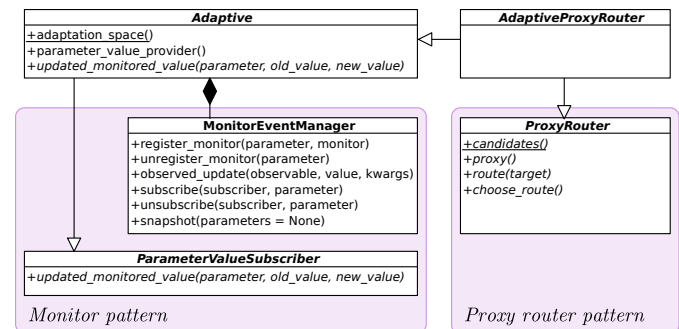 Adaptive
+adaptation_space()
+parameter_value_provider()
+updated_monitored_value(parameter, old_value, new_value)
AdaptiveProxyRouter
MonitorEventManager
+register_monitor(parameter, monitor)
+unregister_monitor(parameter)
+observed_update(observable, value, kwargs)
+subscribe(subscriber, parameter)
+unsubscribe(subscriber, parameter)
+snapshot(parameters = None)
ProxyRouter
+candidates()
+proxy()
+route(target)
+choose_route()
ParameterValueSubscriber
+updated_monitored_value(parameter, old_value, new_value)
Monitor pattern
Proxy router pattern